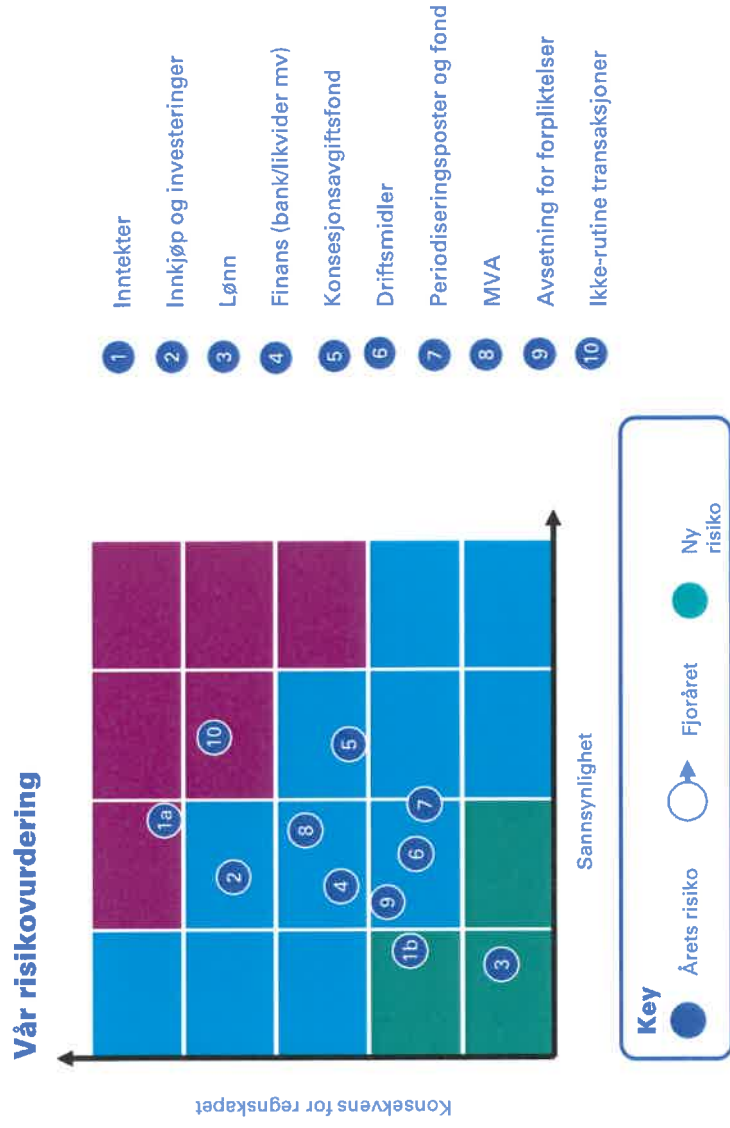 Vår risikovurdering
Konsekvens for regnskapet
1a
10
2
8
5
4
9
7
6
1b
3
Sannsynlighet
1 Inntekter
2 Innkjøp og investeringer
3 Lønn
4 Finans (bank/likvider mv)
5 Konsesjonsavgiftsfond
6 Driftsmidler
7 Periodiseringsposter og fond
8 MVA
9 Avsetning for forpliktelser
10 Ikke-rutine transaksjoner
Key
Årets risiko
Fjoråret
Ny
risiko